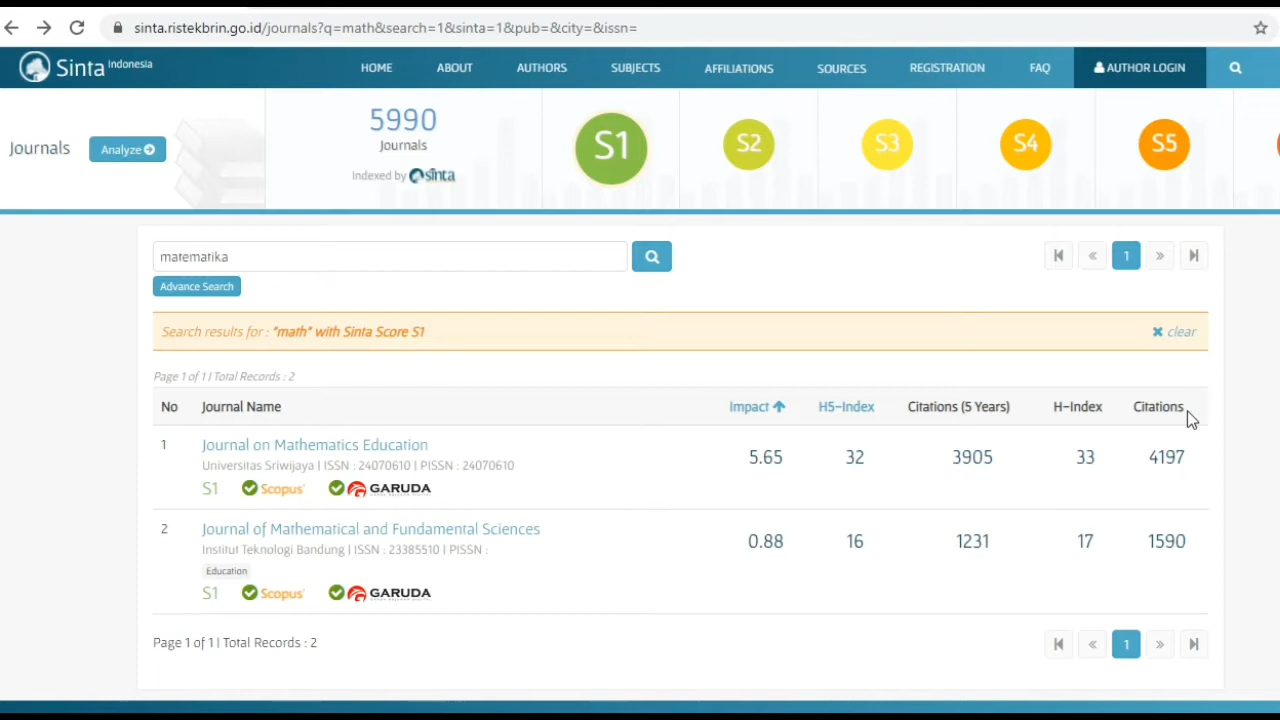 sinta.ristekbrin.go.id/journals?q=math&search=1&sinta=1&pub=&city=&issn=
Sinta Indonesia
HOME ABOUT AUTHORS SUBJECTS AFFILIATIONS SOURCES REGISTRATION FAQ AUTHOR LOGIN
Journals Analyze
5990
Journals
Indexed by sinta
S1 S2 S3 S4 S5
matematika
« 1 »
Advance Search
Search results for : "math" with Sinta Score S1
clear
Page 1 of 1 | Total Records : 2
No Journal Name Impact H5-Index Citations (5 Years) H-Index Citations
1 Journal on Mathematics Education 5.65 32 3905 33 4197
Universitas Sriwijaya | ISSN : 24070610 | PISSN : 24070610
S1 Scopus GARUDA
2 Journal of Mathematical and Fundamental Sciences 0.88 16 1231 17 1590
Institut Teknologi Bandung | ISSN : 23385510 | PISSN :
Education
S1 Scopus GARUDA
Page 1 of 1 | Total Records : 2
« 1 »